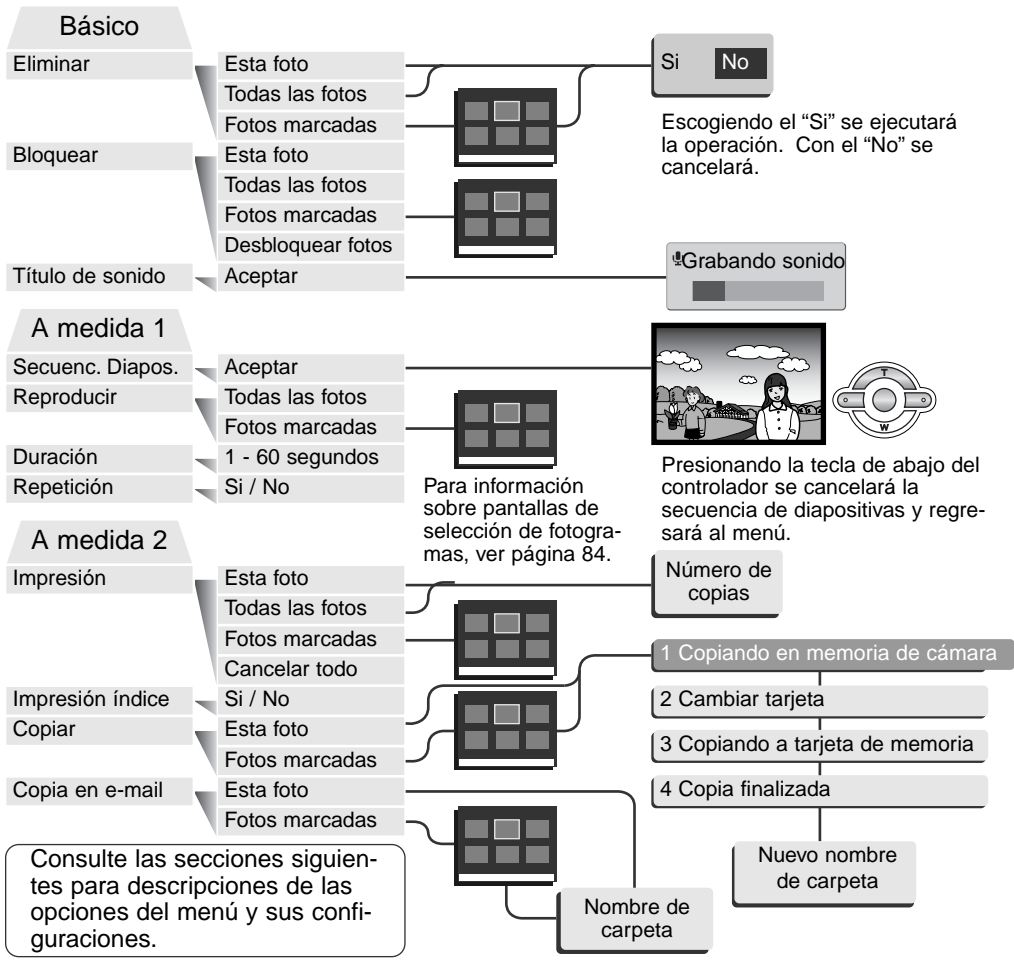 Básico
Eliminar
Esta foto
Todas las fotos
Fotos marcadas
Si No
Escogiendo el “Si” se ejecutará
la operación. Con el “No” se
cancelará.
Bloquear
Esta foto
Todas las fotos
Fotos marcadas
Desbloquear fotos
Título de sonido
Aceptar
Grabando sonido
A medida 1
Secuenc. Diapos.
Aceptar
Reproducir
Todas las fotos
Fotos marcadas
Duración
1 - 60 segundos
Repetición
Si / No
T
W
Para información
sobre pantallas de
selección de fotogra-
mas, ver página 84.
Presionando la tecla de abajo del
controlador se cancelará la
secuencia de diapositivas y regre-
sará al menú.
A medida 2
Impresión
Esta foto
Todas las fotos
Fotos marcadas
Cancelar todo
Número de
copias
Impresión índice
Si / No
Copiar
Esta foto
Fotos marcadas
1 Copiando en memoria de cámara
2 Cambiar tarjeta
3 Copiando a tarjeta de memoria
4 Copia finalizada
Nuevo nombre
de carpeta
Copia en e-mail
Esta foto
Fotos marcadas
Nombre de
carpeta
Consulte las secciones siguien-
tes para descripciones de las
opciones del menú y sus confi-
guraciones.